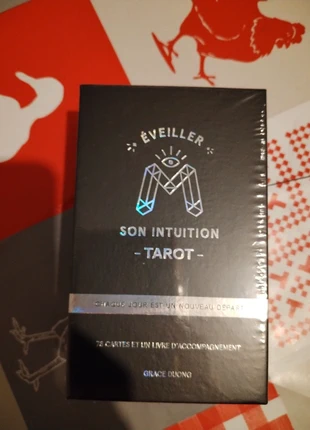 ÉVEILLER
M
SON INTUITION
- TAROT -
CHAQUE JOUR EST UN NOUVEAU DÉPART
78 CARTES ET UN LIVRE D'ACCOMPAGNEMENT
GRACE DUONG